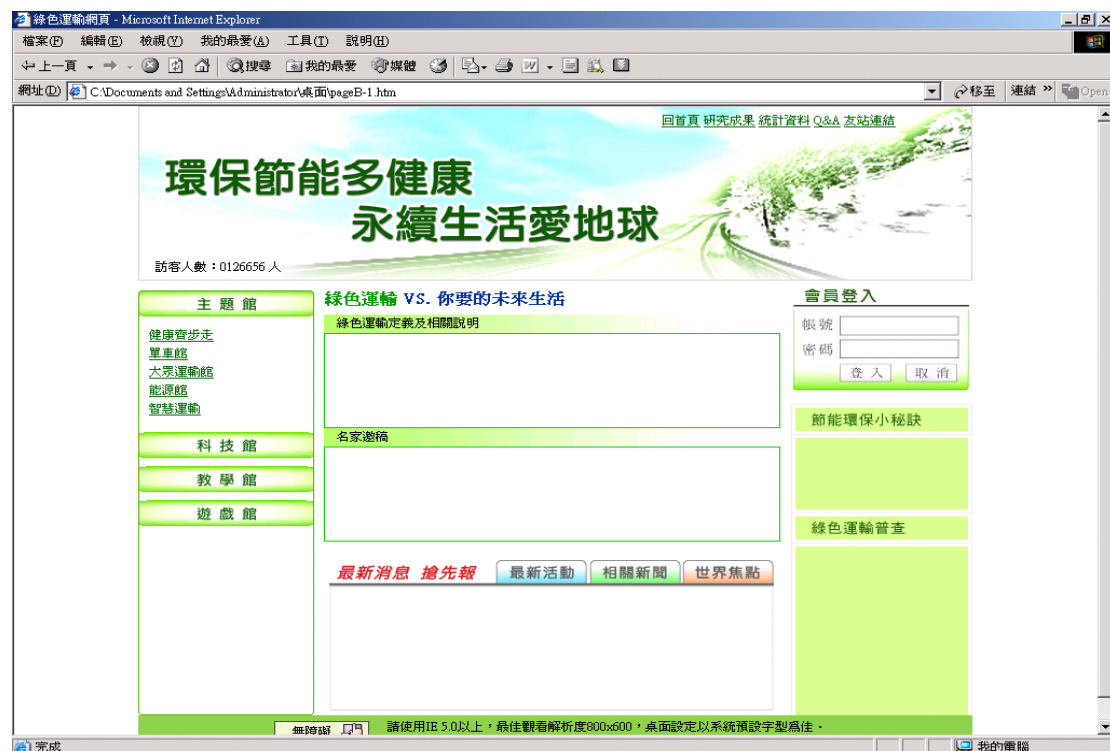 綠色運輸網頁 - Microsoft Internet Explorer
檔案(F) 編輯(E) 檢視(V) 我的最愛(A) 工具(T) 說明(H)
上一頁 搜尋 我的最愛 媒體
網址(D) C:\Documents and Settings\Administrator\桌面\pageB-1.htm 移至 連結 » Open
回首頁 研究成果 統計資料 Q&A 友站連結
環保節能多健康
永續生活愛地球
訪客人數：0126656 人
主題館
健康齊步走
單車館
大眾運輸館
能源館
智慧運輸
科技館
教學館
遊戲館
綠色運輸 VS. 你要的未來生活
綠色運輸定義及相關說明
名家邀稿
最新消息 搶先報 最新活動 相關新聞 世界焦點
會員登入
帳號
密碼
登入 取消
節能環保小秘訣
綠色運輸普查
無障礙 請使用IE 5.0以上，最佳觀看解析度800x600，桌面設定以系統預設字型為佳．
完成 我的電腦